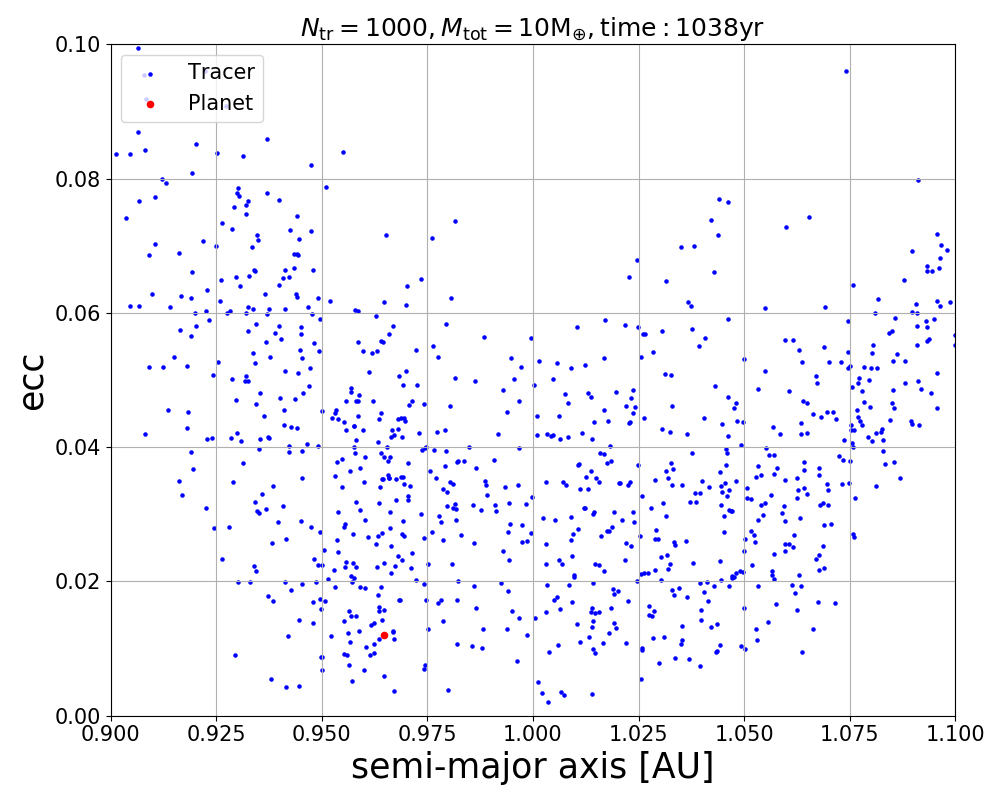 N_tr = 1000, M_tot = 10M_⊕, time : 1038yr
Tracer
Planet
ecc
0.10
0.08
0.06
0.04
0.02
0.00
0.900 0.925 0.950 0.975 1.000 1.025 1.050 1.075 1.100
semi-major axis [AU]